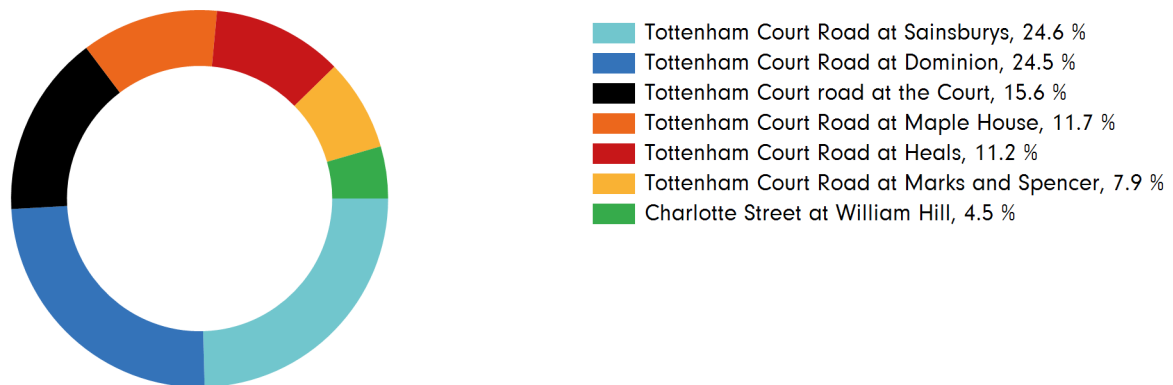 Tottenham Court Road at Sainsburys, 24.6 %
Tottenham Court Road at Dominion, 24.5 %
Tottenham Court road at the Court, 15.6 %
Tottenham Court Road at Maple House, 11.7 %
Tottenham Court Road at Heals, 11.2 %
Tottenham Court Road at Marks and Spencer, 7.9 %
Charlotte Street at William Hill, 4.5 %